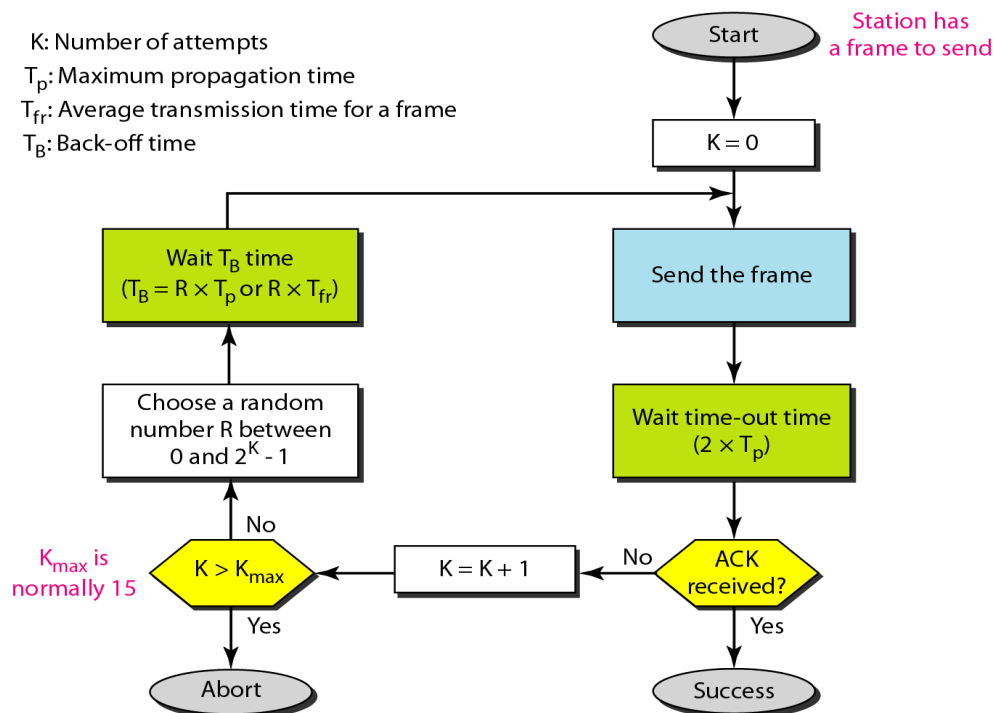 K: Number of attempts
Tp: Maximum propagation time
Tfr: Average transmission time for a frame
TB: Back-off time
Start
Station has
a frame to send
K = 0
Wait TB time
(TB = R × Tp or R × Tfr)
Send the frame
Choose a random
number R between
0 and 2^K - 1
Wait time-out time
(2 × Tp)
No
Kmax is
normally 15
K > Kmax
K = K + 1
No
ACK
received?
Yes
Yes
Abort
Success